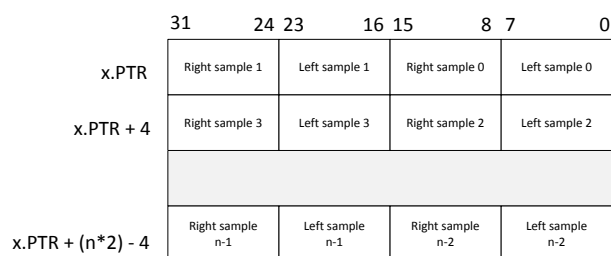 31 24 23 16 15 8 7 0
x.PTR Right sample 1 Left sample 1 Right sample 0 Left sample 0
x.PTR + 4 Right sample 3 Left sample 3 Right sample 2 Left sample 2
x.PTR + (n*2) - 4 Right sample n-1 Left sample n-1 Right sample n-2 Left sample n-2